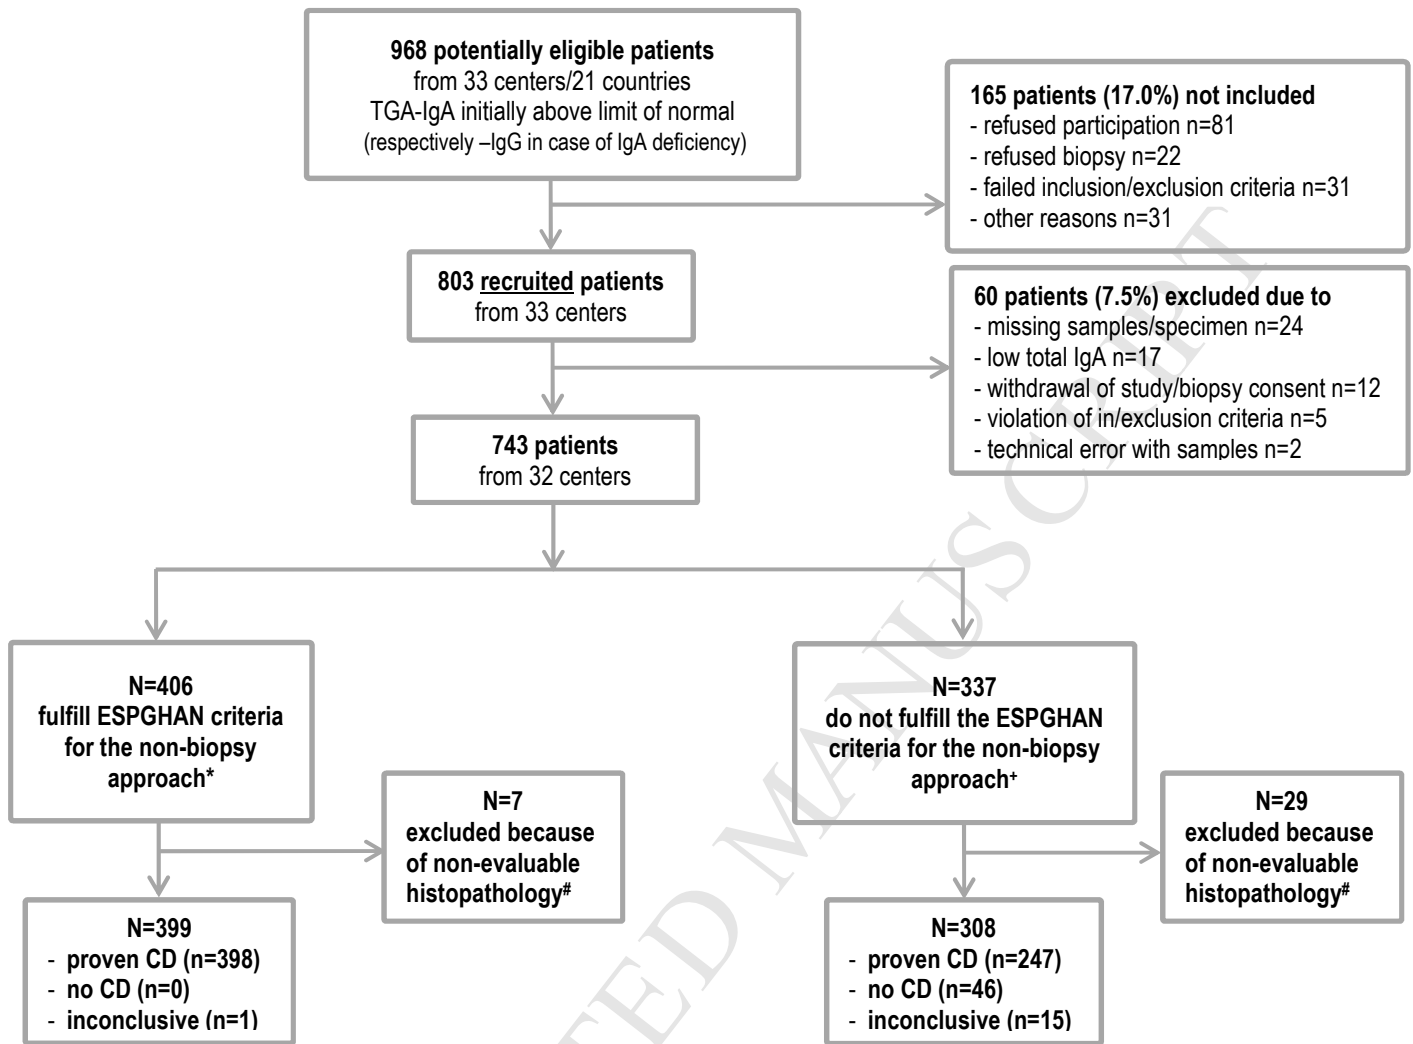 968 potentially eligible patients
from 33 centers/21 countries
TGA-IgA initially above limit of normal
(respectively –IgG in case of IgA deficiency)
165 patients (17.0%) not included
- refused participation n=81
- refused biopsy n=22
- failed inclusion/exclusion criteria n=31
- other reasons n=31
803 recruited patients
from 33 centers
60 patients (7.5%) excluded due to
- missing samples/specimen n=24
- low total IgA n=17
- withdrawal of study/biopsy consent n=12
- violation of in/exclusion criteria n=5
- technical error with samples n=2
743 patients
from 32 centers
N=406
fulfill ESPGHAN criteria
for the non-biopsy
approach*
N=7
excluded because
of non-evaluable
histopathology#
N=399
- proven CD (n=398)
- no CD (n=0)
- inconclusive (n=1)
N=337
do not fulfill the ESPGHAN
criteria for the non-biopsy
approach+
N=29
excluded because
of non-evaluable
histopathology#
N=308
- proven CD (n=247)
- no CD (n=46)
- inconclusive (n=15)
TED MANUSCRIPT